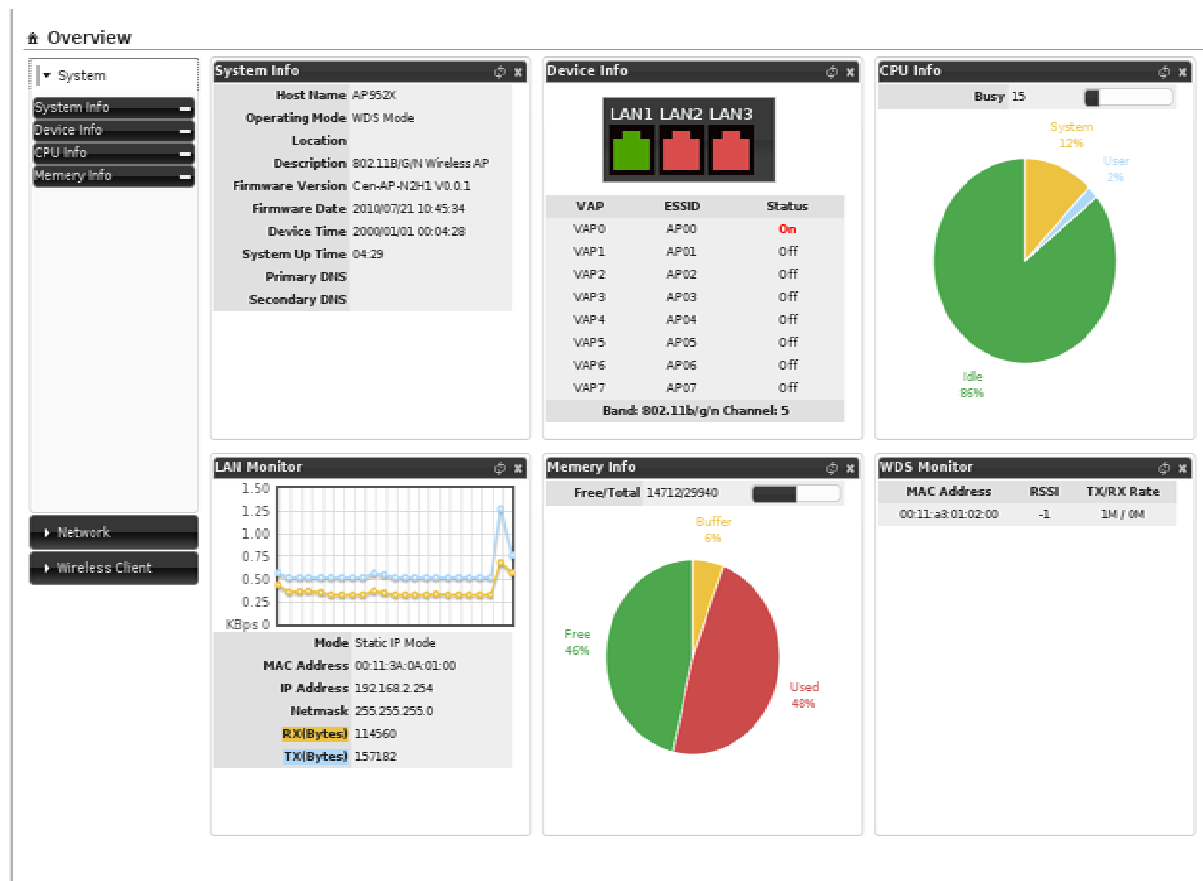 Overview
System
System Info
Device Info
CPU Info
Memery Info
Network
Wireless Client
System Info
Host Name AP952X
Operating Mode WDS Mode
Location
Description 802.11B/G/N Wireless AP
Firmware Version Cen-AP-N2H1 V0.0.1
Firmware Date 2010/07/21 10:45:34
Device Time 2000/01/01 00:04:28
System Up Time 04:29
Primary DNS
Secondary DNS
Device Info
LAN1 LAN2 LAN3
VAP ESSID Status
VAP0 AP00 On
VAP1 AP01 Off
VAP2 AP02 Off
VAP3 AP03 Off
VAP4 AP04 Off
VAP5 AP05 Off
VAP6 AP06 Off
VAP7 AP07 Off
Band: 802.11b/g/n Channel: 5
CPU Info
Busy 15
System
12%
User
2%
Idle
86%
LAN Monitor
1.50
1.25
1.00
0.75
0.50
0.25
KBps 0
Mode Static IP Mode
MAC Address 00:11:3A:0A:01:00
IP Address 192.168.2.254
Netmask 255.255.255.0
RX(Bytes) 114560
TX(Bytes) 157182
Memery Info
Free/Total 14712/29940
Buffer
6%
Free
46%
Used
48%
WDS Monitor
MAC Address RSSI TX/RX Rate
00:11:a3:01:02:00 -1 1M / 0M